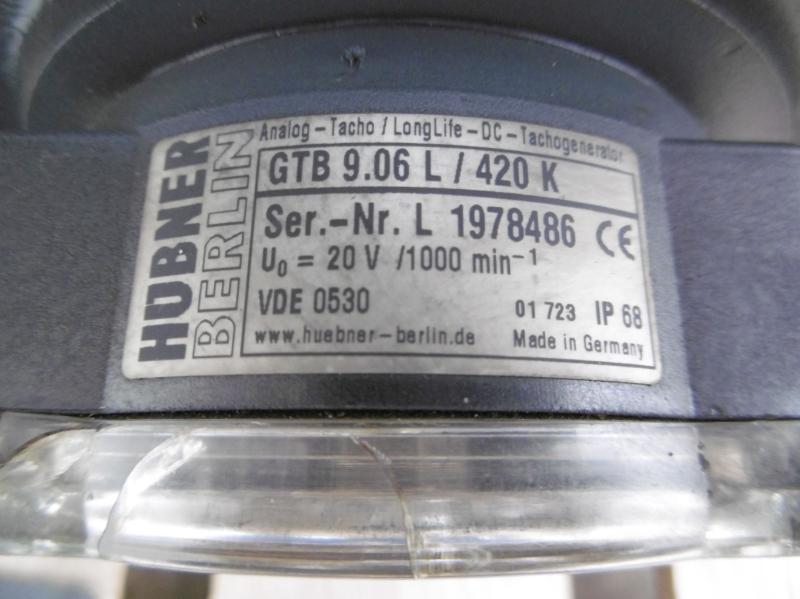 HÜBNER
BERLIN
Analog-Tacho / LongLife-DC-Tachogenerator
GTB 9.06 L / 420 K
Ser.-Nr. L 1978486 CE
U₀ = 20 V /1000 min⁻¹
VDE 0530 01 723 IP 68
www.huebner-berlin.de Made in Germany